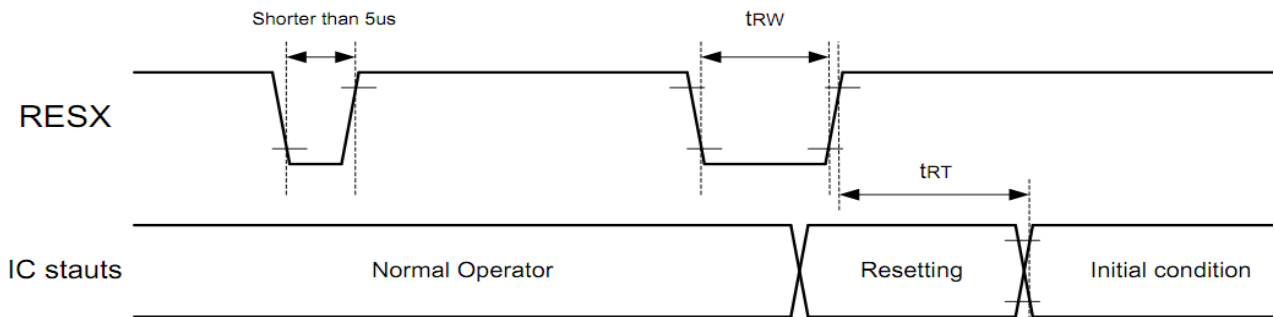 Shorter than 5us
tRW
RESX
tRT
IC stauts
Normal Operator
Resetting
Initial condition